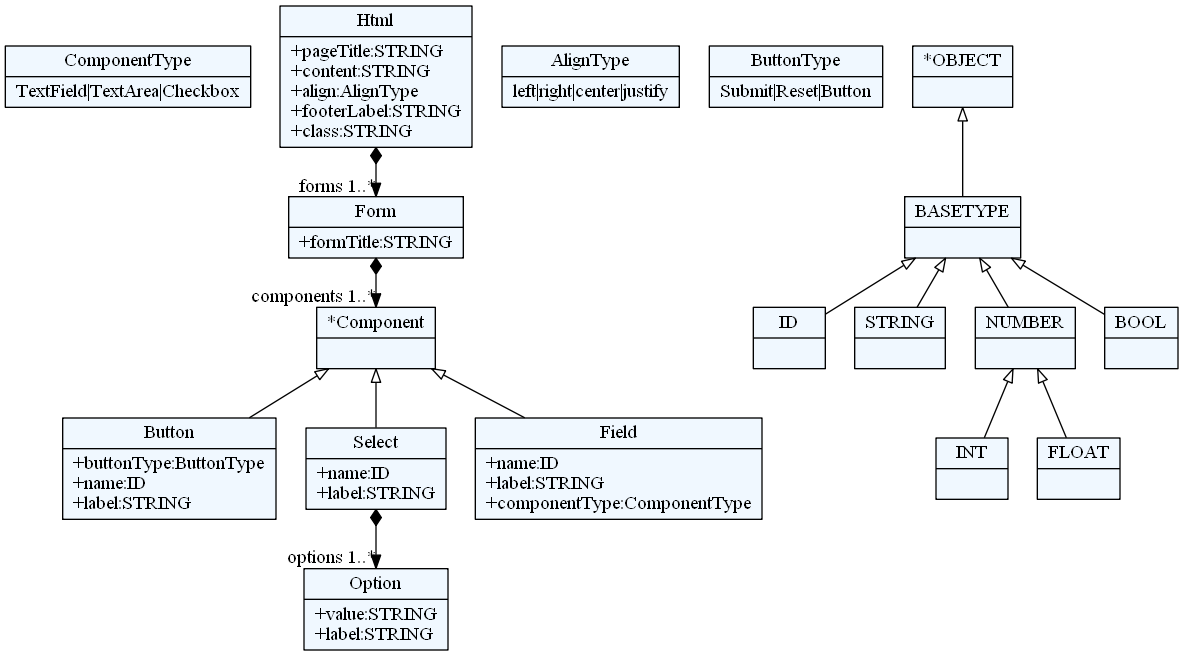 Html
+pageTitle:STRING
+content:STRING
+align:AlignType
+footerLabel:STRING
+class:STRING
ComponentType
TextField|TextArea|Checkbox
AlignType
left|right|center|justify
ButtonType
Submit|Reset|Button
*OBJECT
forms 1..*
Form
+formTitle:STRING
BASETYPE
components 1..*
*Component
ID
STRING
NUMBER
BOOL
Button
+buttonType:ButtonType
+name:ID
+label:STRING
Select
+name:ID
+label:STRING
Field
+name:ID
+label:STRING
+componentType:ComponentType
INT
FLOAT
options 1..*
Option
+value:STRING
+label:STRING